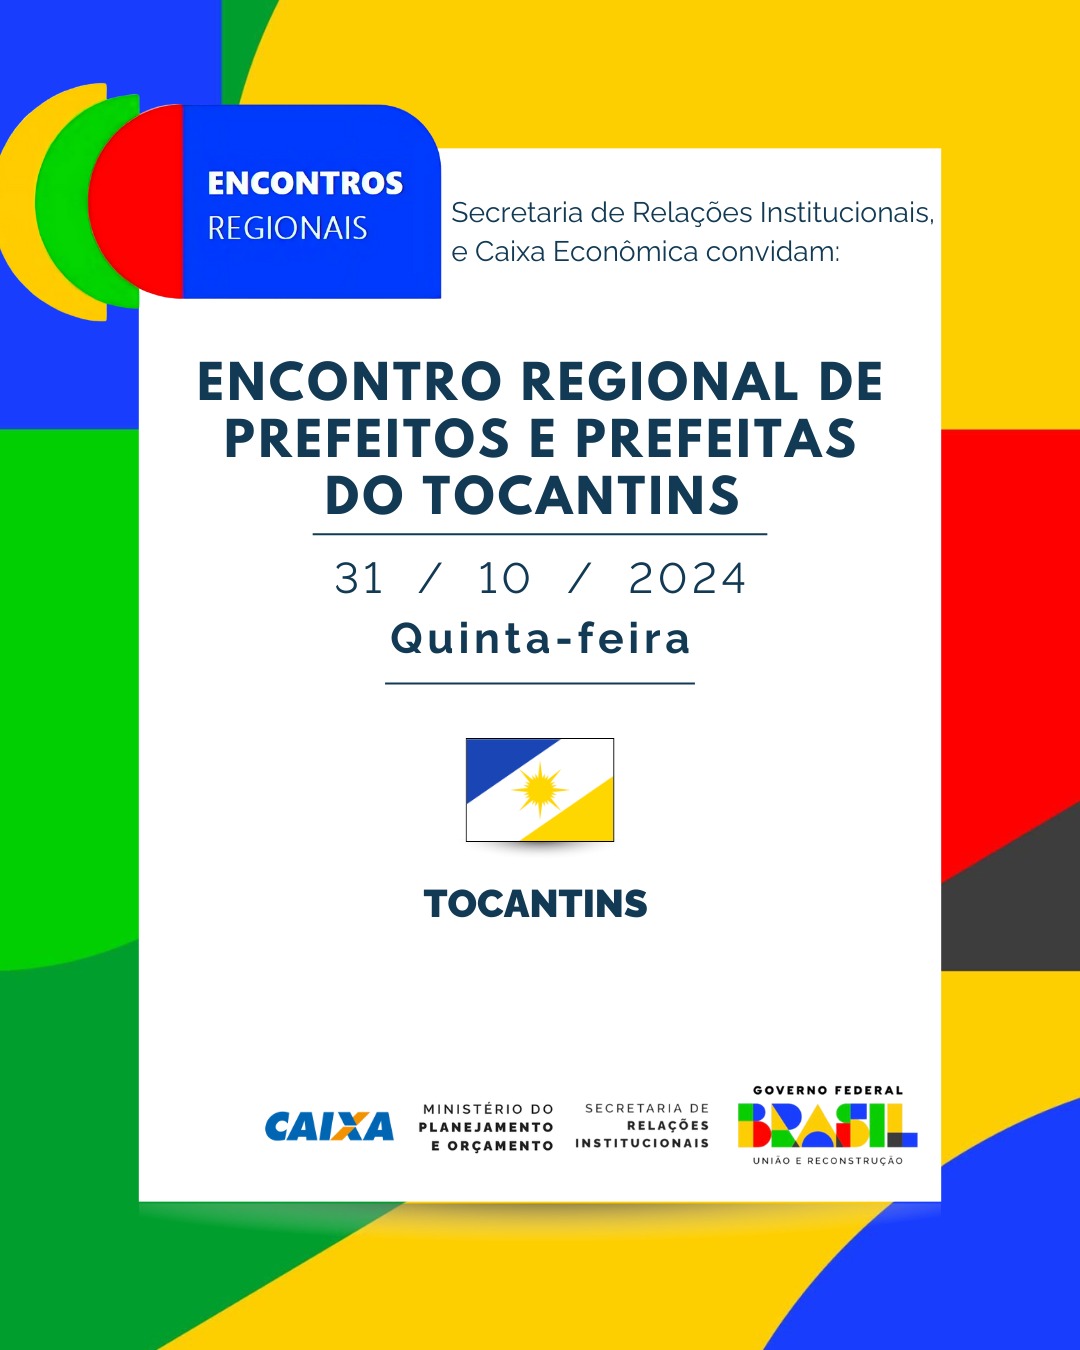 ENCONTROS
REGIONAIS
Secretaria de Relações Institucionais,
e Caixa Econômica convidam:
ENCONTRO REGIONAL DE
PREFEITOS E PREFEITAS
DO TOCANTINS
31 / 10 / 2024
Quinta-feira
TOCANTINS
CAIXA
MINISTÉRIO DO
PLANEJAMENTO
E ORÇAMENTO
SECRETARIA DE
RELAÇÕES
INSTITUCIONAIS
GOVERNO FEDERAL
BRASIL
UNIÃO E RECONSTRUÇÃO